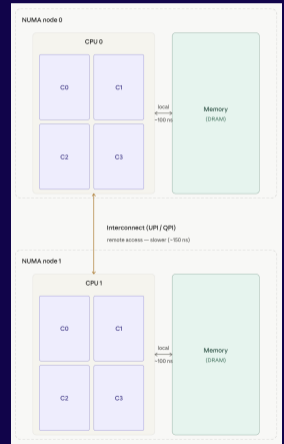 NUMA node 0
CPU 0
C0
C1
C2
C3
local
~100 ns
Memory
(DRAM)
Interconnect (UPI / QPI)
remote access — slower (~150 ns)
NUMA node 1
CPU 1
C0
C1
C2
C3
local
~100 ns
Memory
(DRAM)